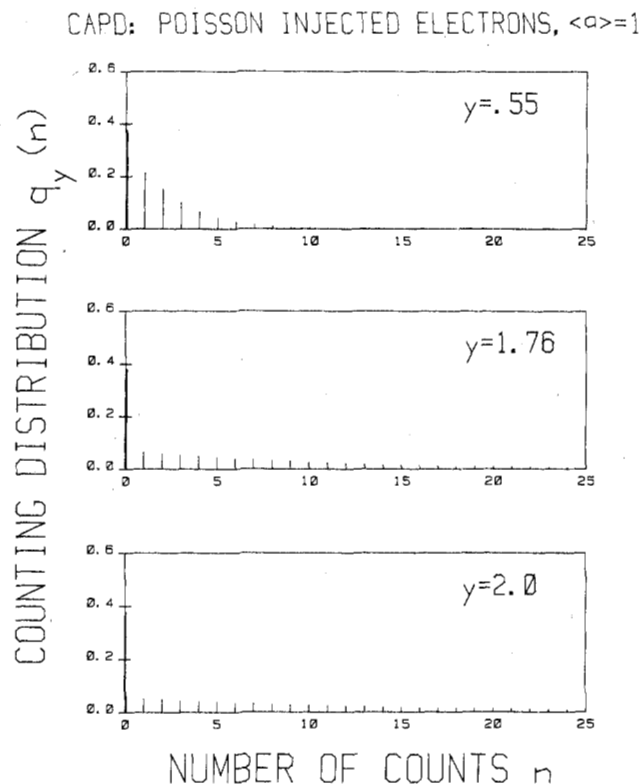 CAPD: POISSON INJECTED ELECTRONS, <a>=1
COUNTING DISTRIBUTION q_y (n)
0.6
y=.55
0.4
0.2
0.0
0 5 10 15 20 25
0.6
y=1.76
0.4
0.2
0.0
0 5 10 15 20 25
0.6
y=2.0
0.4
0.2
0.0
0 5 10 15 20 25
NUMBER OF COUNTS n